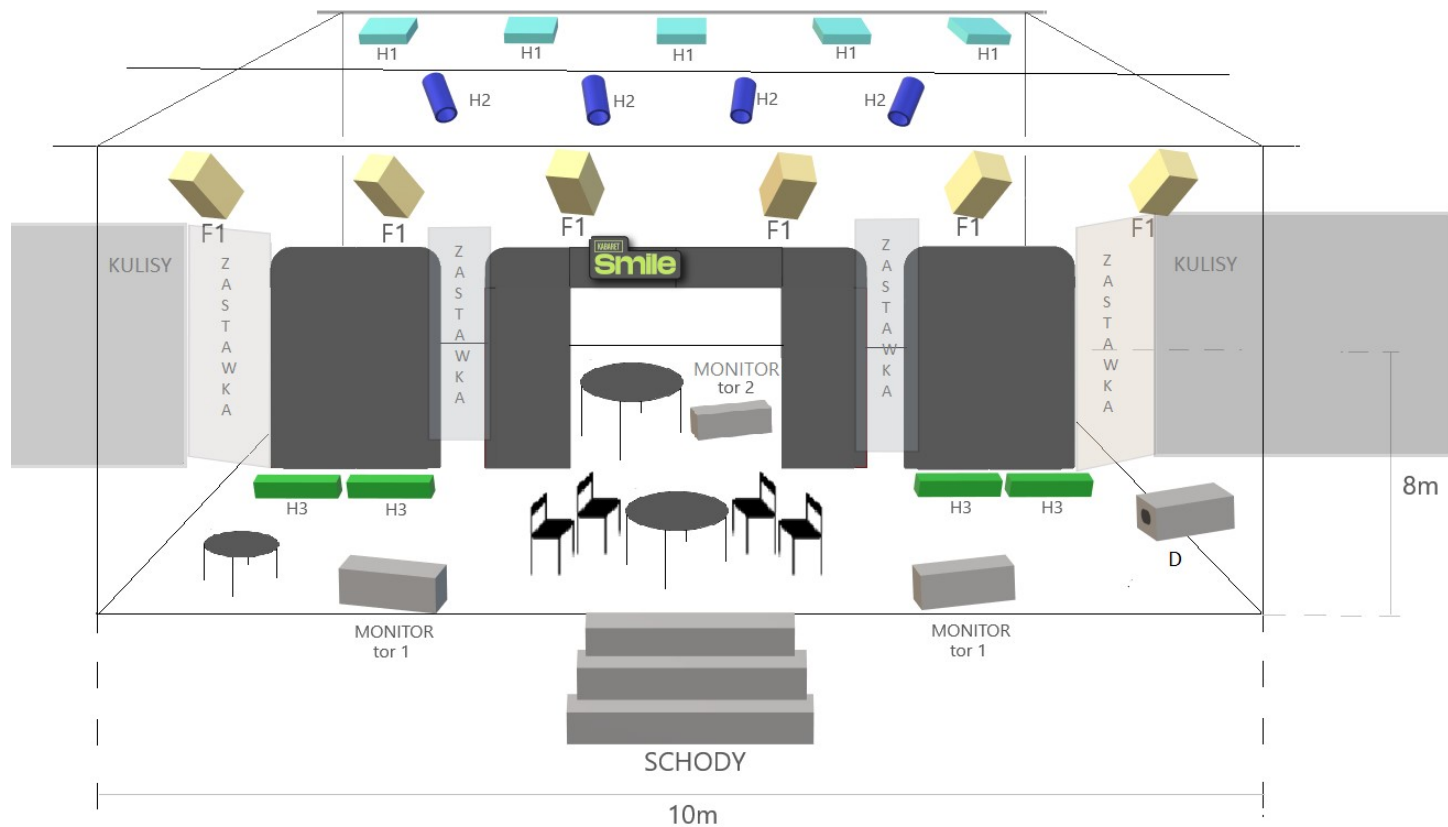 H1
H1
H1
H1
H1
H2
H2
H2
H2
F1
F1
F1
F1
F1
F1
KULISY
ZASTAWKA
ZASTAWKA
KABARET
Smile
ZASTAWKA
ZASTAWKA
KULISY
MONITOR
tor 2
H3
H3
H3
H3
8m
D
MONITOR
tor 1
MONITOR
tor 1
SCHODY
10m